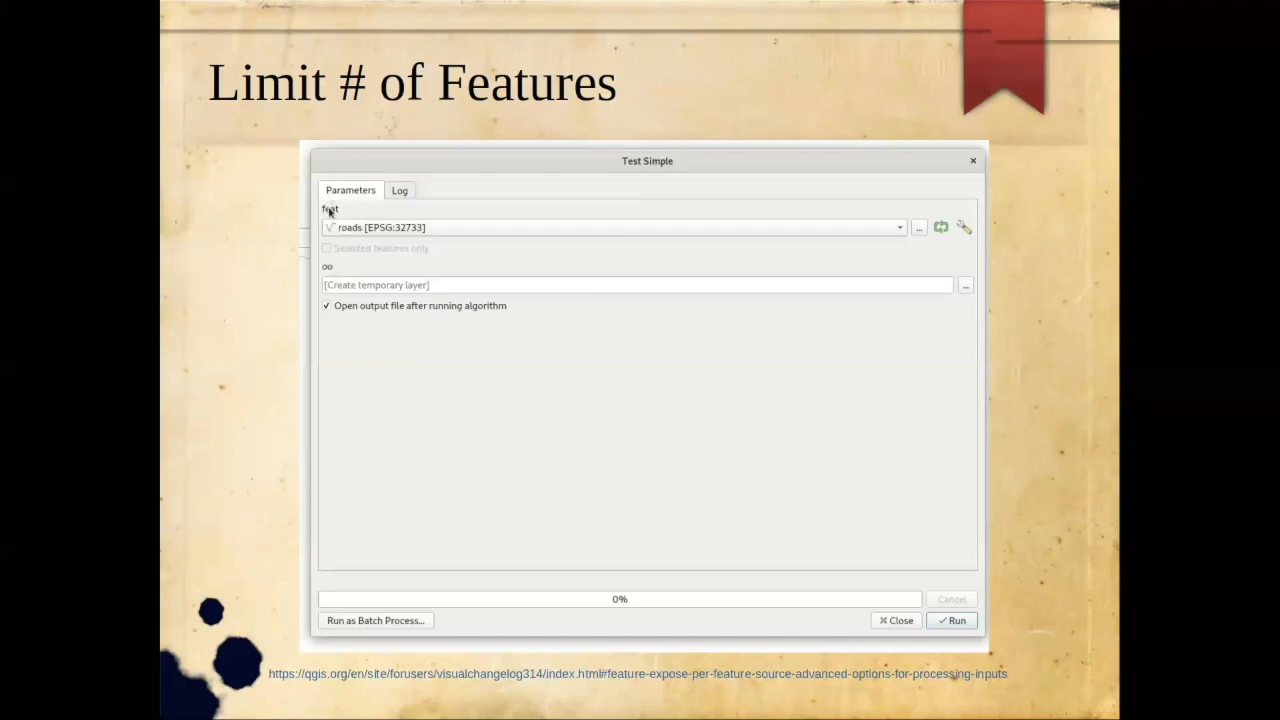 Limit # of Features
Test Simple
Parameters
Log
feat
roads [EPSG:32733]
...
Selected features only
oo
[Create temporary layer]
...
Open output file after running algorithm
0%
Cancel
Run as Batch Process...
Close
Run
https://qgis.org/en/site/forusers/visualchangelog314/index.html#feature-expose-per-feature-source-advanced-options-for-processing-inputs